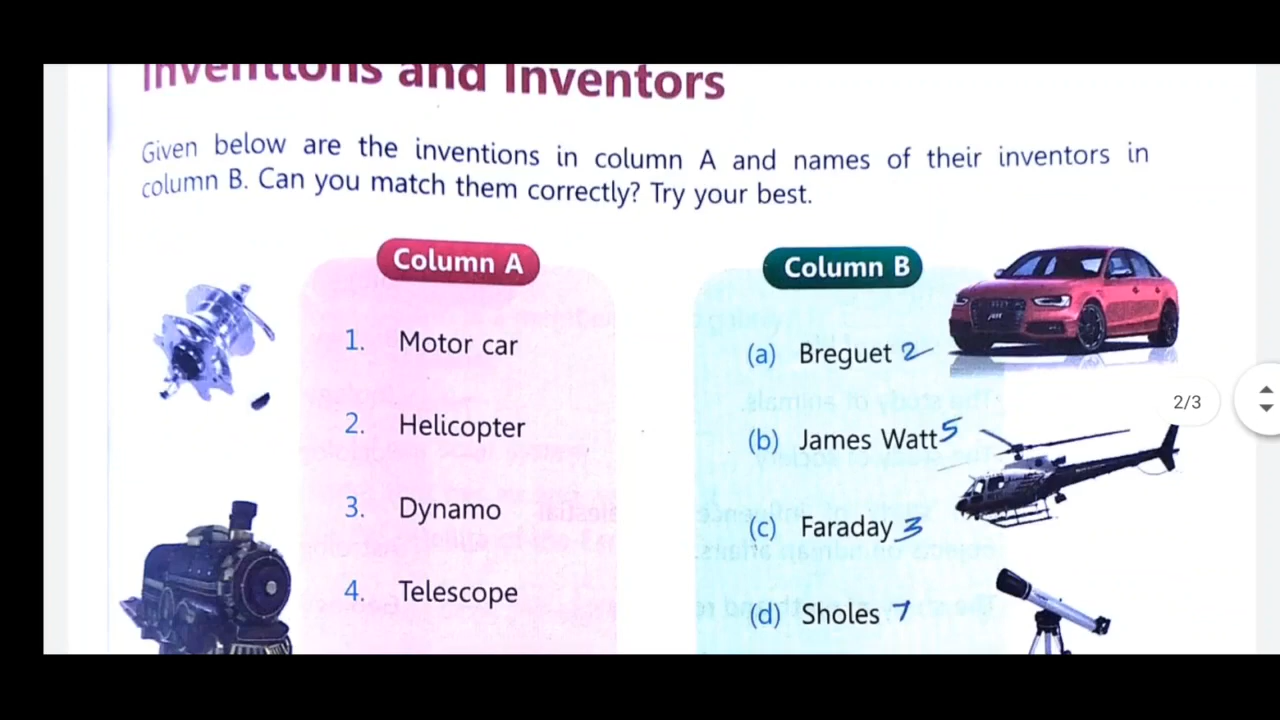 Inventions and Inventors
Given below are the inventions in column A and names of their inventors in
column B. Can you match them correctly? Try your best.
Column A
Column B
1. Motor car
(a) Breguet 2
2. Helicopter
(b) James Watt 5
3. Dynamo
(c) Faraday 3
4. Telescope
(d) Sholes 7
2/3